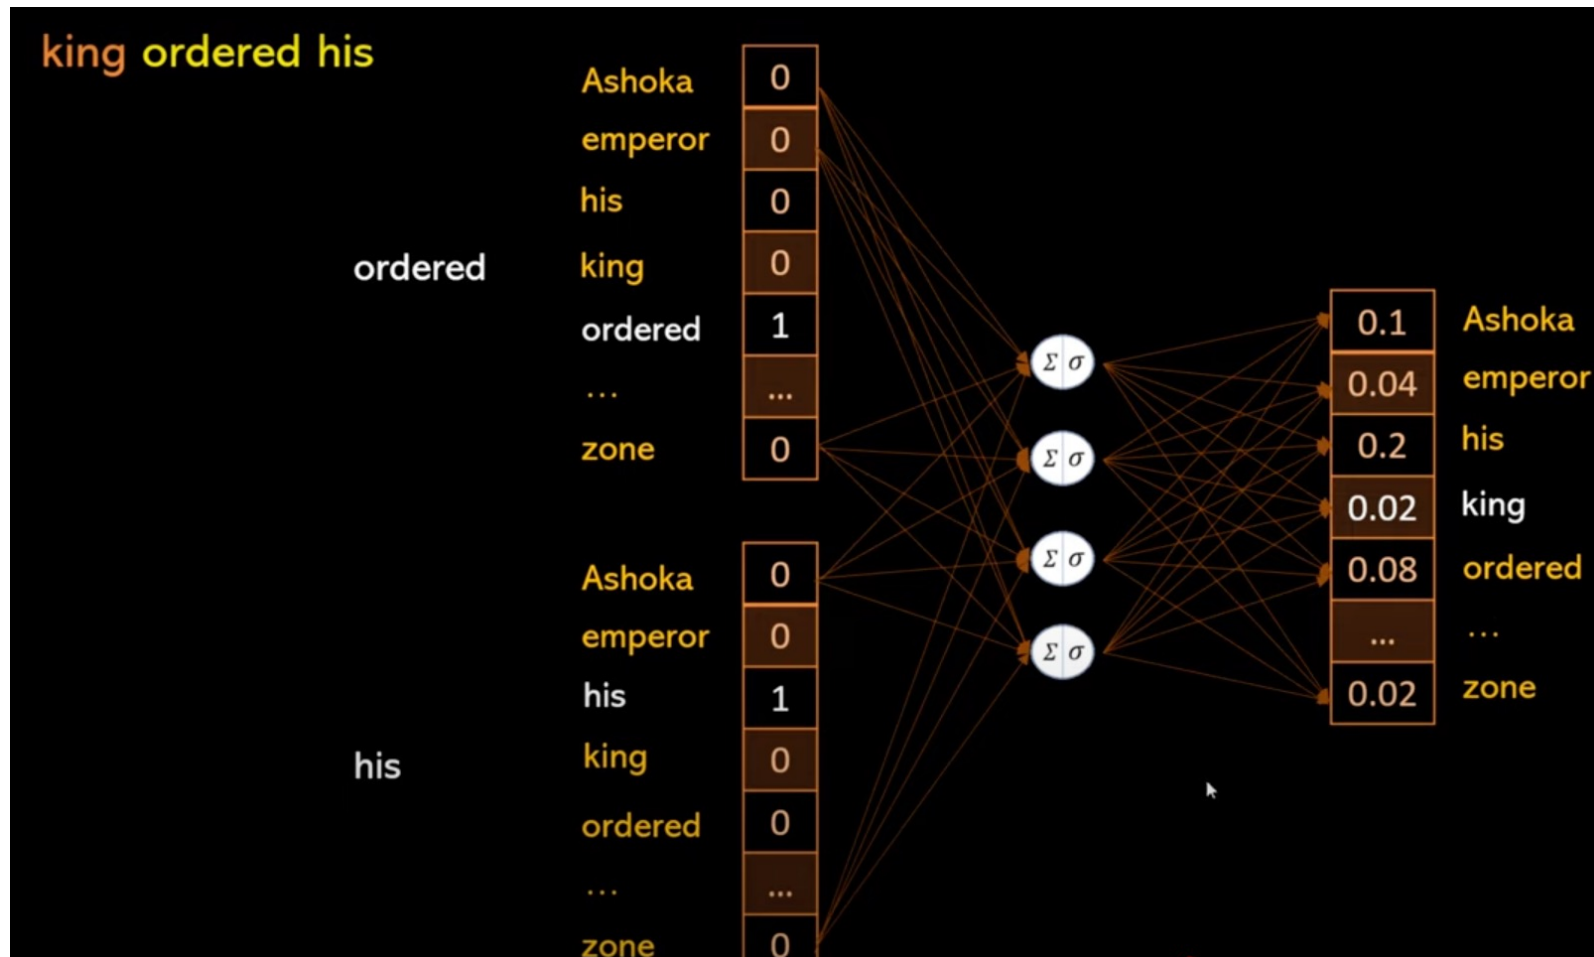 king ordered his
Ashoka 0
emperor 0
his 0
king 0
ordered
ordered 1
... ...
zone 0
Ashoka 0
emperor 0
his 1
king 0
his
ordered 0
... ...
zone 0
Σ σ
Σ σ
Σ σ
Σ σ
0.1 Ashoka
0.04 emperor
0.2 his
0.02 king
0.08 ordered
... ...
0.02 zone